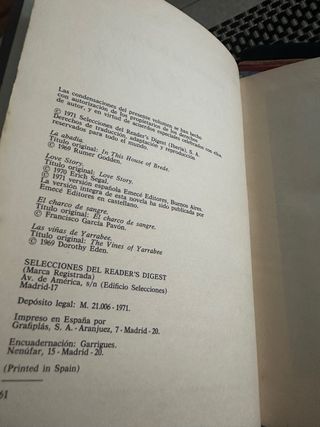 Las condensaciones del presente volumen se han hecho
con autorización de los propietarios de los derechos
de autor, y en virtud de acuerdos especiales celebrados con ellos.
© 1971 Selecciones del Reader's Digest (Iberia), S. A.
Derechos de traducción, adaptación y reproducción
reservados para todo el mundo.
La abadía.
Título original: In This House of Brede.
© 1969 Rumer Godden.
Love Story.
Título original: Love Story.
© 1970 Erich Segal.
© 1971 versión española Emecé Editores, Buenos Aires.
La versión íntegra de esta novela ha sido publicada por
Emecé Editores en castellano.
El charco de sangre.
Título original: El charco de sangre.
© Francisco García Pavón.
Las viñas de Yarrabee.
Título original: The Vines of Yarrabee
© 1969 Dorothy Eden.
SELECCIONES DEL READER'S DIGEST
(Marca Registrada)
Av. de América, s/n (Edificio Selecciones)
Madrid-17
Depósito legal: M. 21.006 - 1971.
Impreso en España por
Grafiplás, S. A. - Aranjuez, 7 - Madrid - 20.
Encuadernación: Garrigues.
Nenúfar, 15 - Madrid - 20.
(Printed in Spain)
61